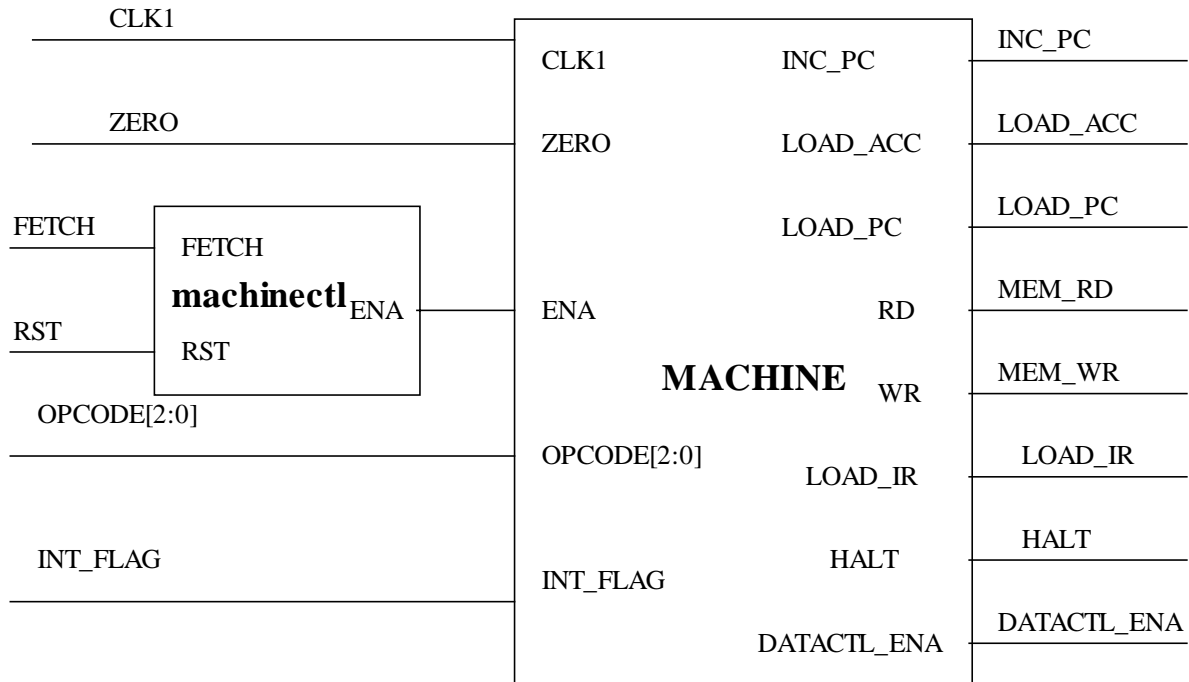 CLK1
ZERO
FETCH
RST
OPCODE[2:0]
INT_FLAG
FETCH
machinectl
ENA
RST
CLK1
ZERO
ENA
OPCODE[2:0]
INT_FLAG
MACHINE
INC_PC
LOAD_ACC
LOAD_PC
RD
WR
LOAD_IR
HALT
DATACTL_ENA
INC_PC
LOAD_ACC
LOAD_PC
MEM_RD
MEM_WR
LOAD_IR
HALT
DATACTL_ENA